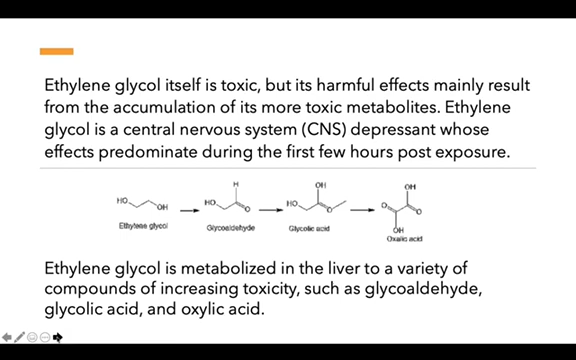 Ethylene glycol itself is toxic, but its harmful effects mainly result
from the accumulation of its more toxic metabolites. Ethylene
glycol is a central nervous system (CNS) depressant whose
effects predominate during the first few hours post exposure.
HO OH
HO H O
HO OH O
O OH O OH
Ethylene glycol
Glycoaldehyde
Glycolic acid
Oxalic acid
Ethylene glycol is metabolized in the liver to a variety of
compounds of increasing toxicity, such as glycoaldehyde,
glycolic acid, and oxylic acid.